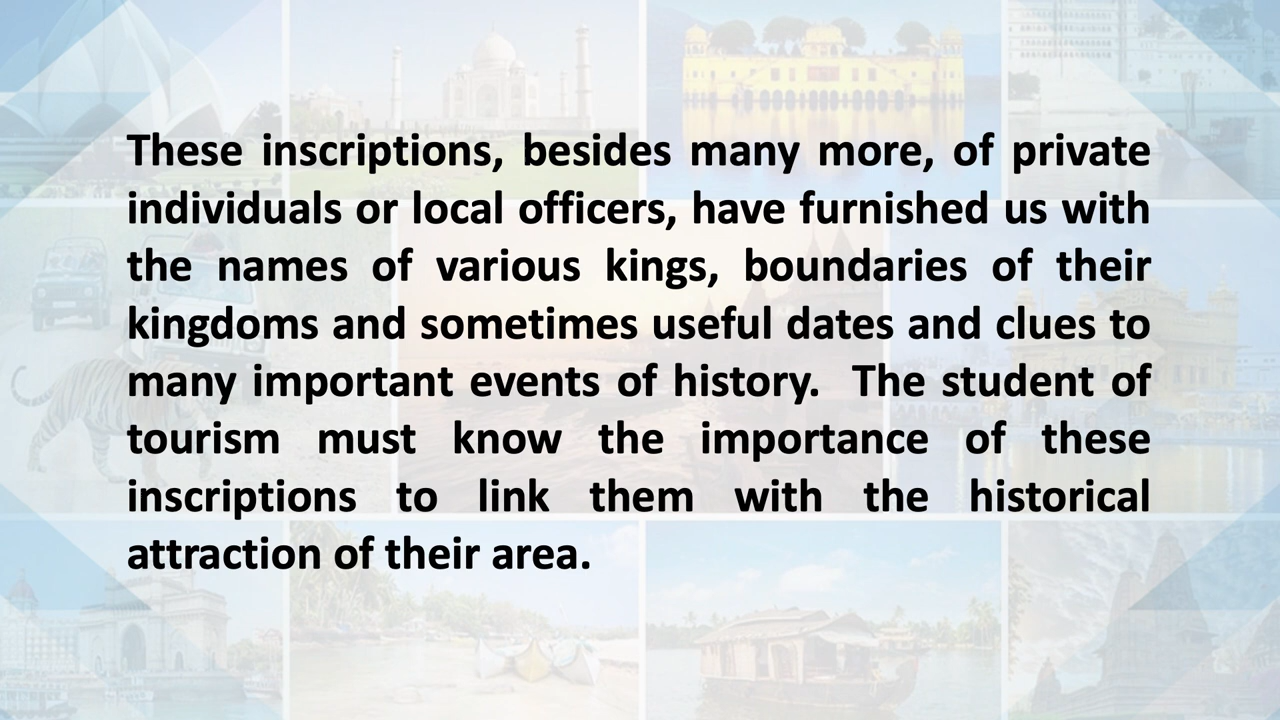 These inscriptions, besides many more, of private
individuals or local officers, have furnished us with
the names of various kings, boundaries of their
kingdoms and sometimes useful dates and clues to
many important events of history.  The student of
tourism must know the importance of these
inscriptions to link them with the historical
attraction of their area.